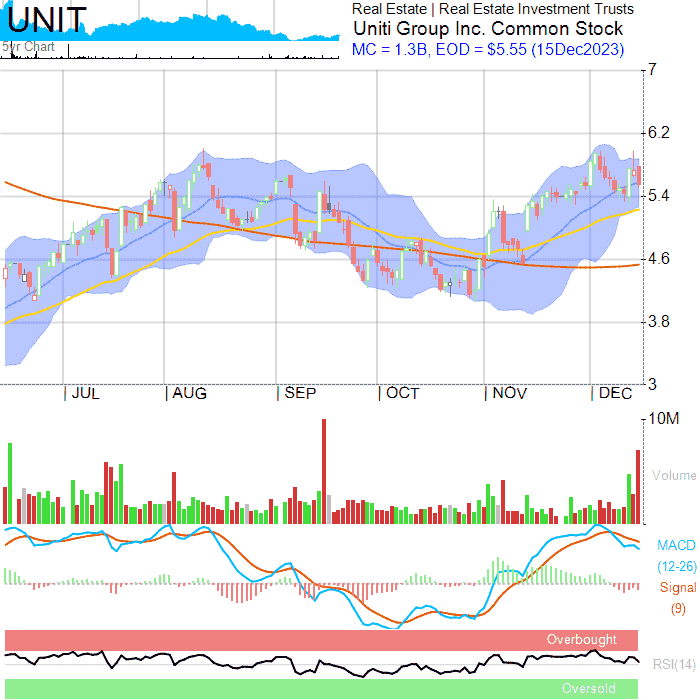 UNIT
5yr Chart
Real Estate | Real Estate Investment Trusts
Uniti Group Inc. Common Stock
MC = 1.3B, EOD = $5.55 (15Dec2023)
7
6.2
5.4
4.6
3.8
3
JUL AUG SEP OCT NOV DEC
10M
Volume
MACD
(12-26)
Signal
(9)
Overbought
RSI(14)
Oversold